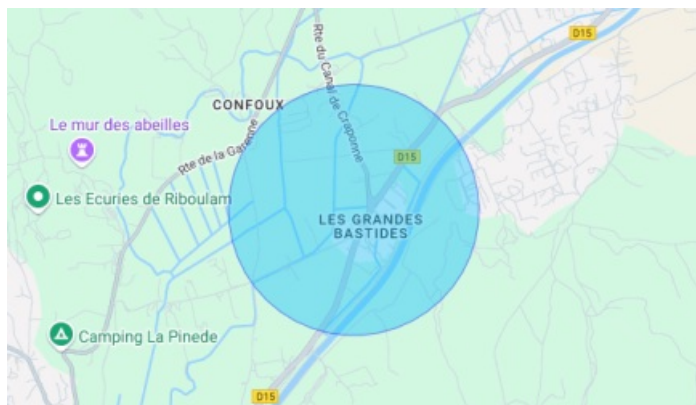 D15
Rte du Canal de Craponne
CONFOUX
Le mur des abeilles
Rte de la Garenne
D15
Les Ecuries de Riboulam
LES GRANDES
BASTIDES
Camping La Pinede
D15